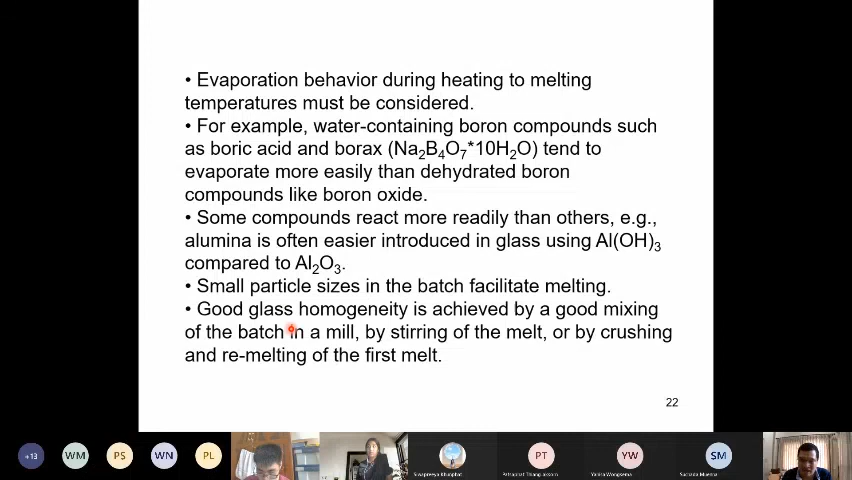 • Evaporation behavior during heating to melting
temperatures must be considered.
• For example, water-containing boron compounds such
as boric acid and borax (Na₂B₄O₇*10H₂O) tend to
evaporate more easily than dehydrated boron
compounds like boron oxide.
• Some compounds react more readily than others, e.g.,
alumina is often easier introduced in glass using Al(OH)₃
compared to Al₂O₃.
• Small particle sizes in the batch facilitate melting.
• Good glass homogeneity is achieved by a good mixing
of the batch in a mill, by stirring of the melt, or by crushing
and re-melting of the first melt.
22
+13 WM PS WN PL PT YW SM